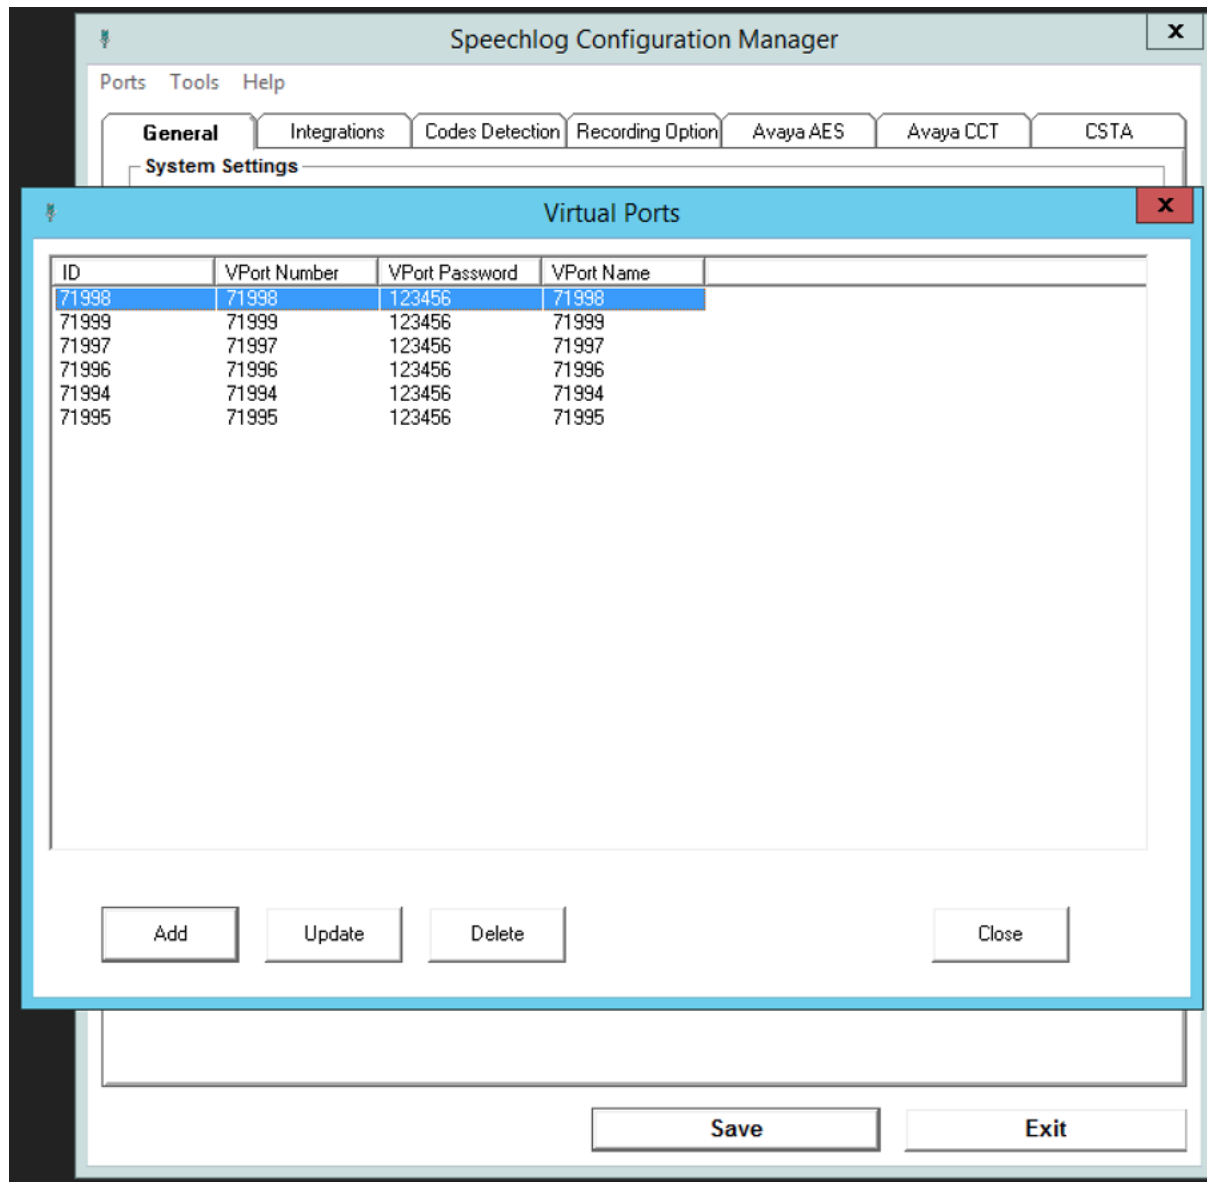 Speechlog Configuration Manager
x
Ports Tools Help
General Integrations Codes Detection Recording Option Avaya AES Avaya CCT CSTA
System Settings
Virtual Ports
x
ID VPort Number VPort Password VPort Name
71998 71998 123456 71998
71999 71999 123456 71999
71997 71997 123456 71997
71996 71996 123456 71996
71994 71994 123456 71994
71995 71995 123456 71995
Add Update Delete Close
Save Exit